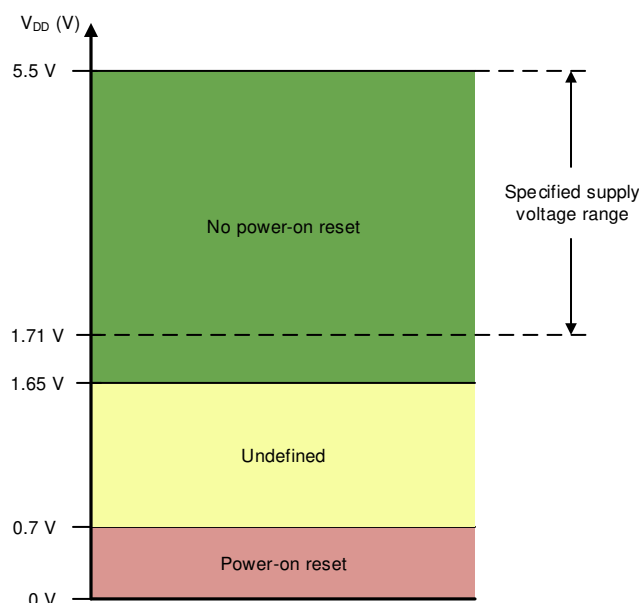 VDD (V)
5.5 V
Specified supply
voltage range
No power-on reset
1.71 V
1.65 V
Undefined
0.7 V
Power-on reset
0 V